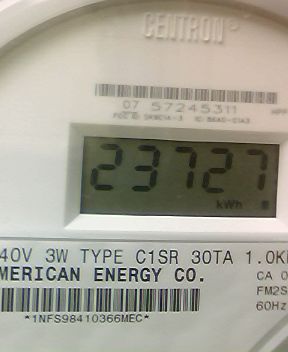 CENTRON®
07 57245311
23727
kWh
40V 3W TYPE C1SR 30TA 1.0K
MERICAN ENERGY CO.
CA 0
FM2S
60Hz
*1NFS98410366MEC*